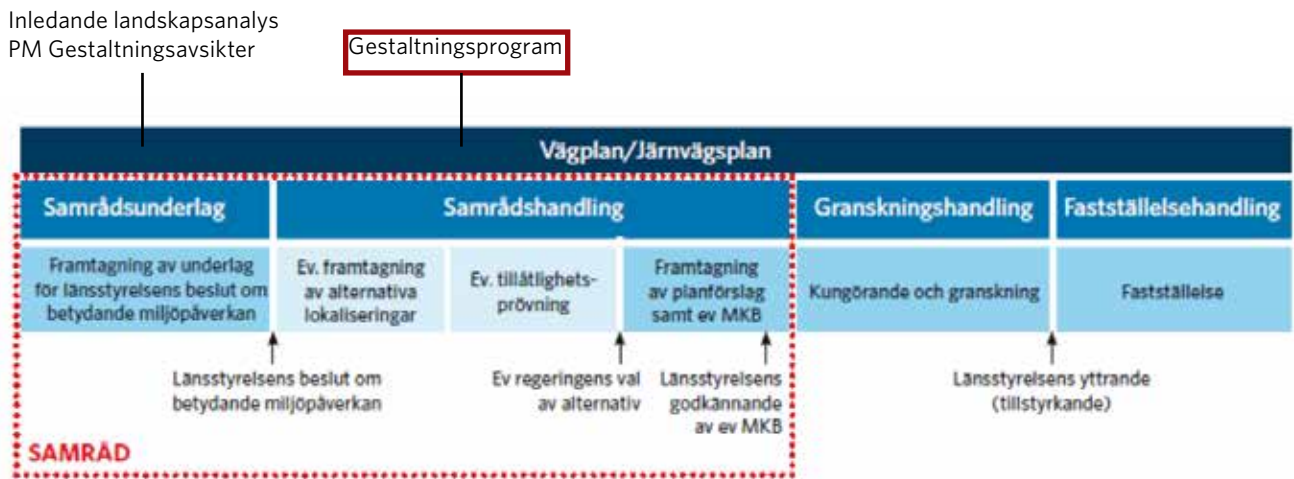 Inledande landskapsanalys
PM Gestaltningsavsikter
Gestaltningsprogram
Vägplan/Järnvägsplan
Samrådsunderlag
Samrådshandling
Granskningshandling
Fastställelsehandling
Framtagning av underlag
för länsstyrelsens beslut om
betydande miljöpåverkan
Ev. framtagning
av alternativa
lokaliseringar
Ev. tillåtlighets-
prövning
Framtagning
av planförslag
samt ev MKB
Kungörande och granskning
Fastställelse
Länsstyrelsens beslut om
betydande miljöpåverkan
Ev regeringens val
av alternativ
Länsstyrelsens
godkännande
av ev MKB
Länsstyrelsens yttrande
(tillstyrkande)
SAMRÅD